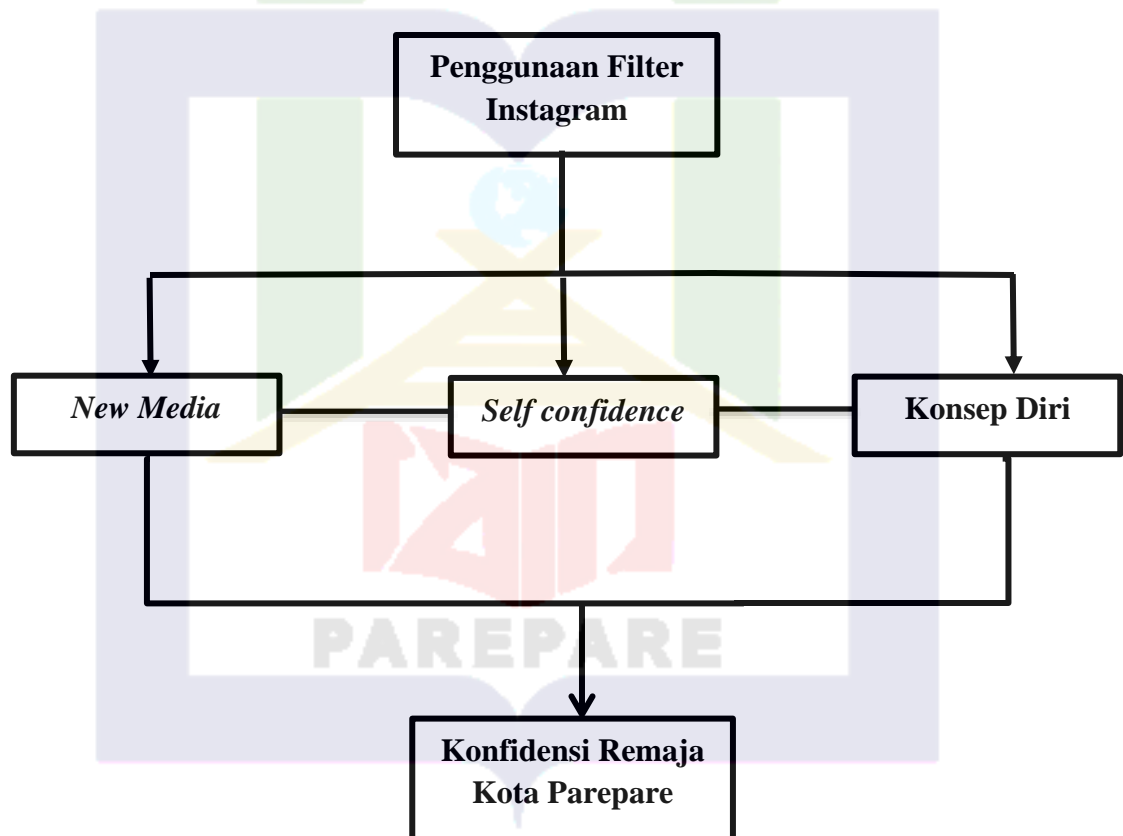 Penggunaan Filter
Instagram
New Media
Self confidence
Konsep Diri
PAREPARE
Konfidensi Remaja
Kota Parepare